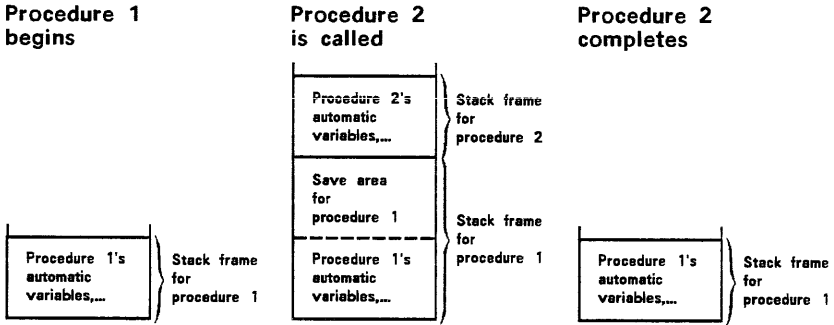 Procedure 1
begins
Procedure 1's
automatic
variables,...
Stack frame
for
procedure 1
Procedure 2
is called
Procedure 2's
automatic
variables,...
Stack frame
for
procedure 2
Save area
for
procedure 1
Procedure 1's
automatic
variables,...
Stack frame
for
procedure 1
Procedure 2
completes
Procedure 1's
automatic
variables,...
Stack frame
for
procedure 1